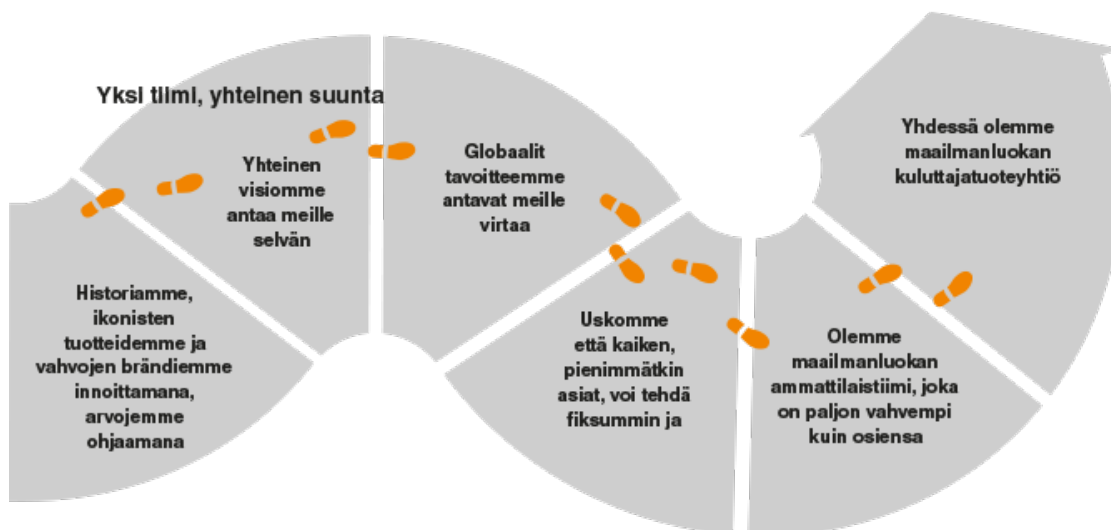 Yksi tiimi, yhteinen suunta
Historiamme,
ikonisten
tuotteidemme ja
vahvojen brändiemme
innoittamana,
arvojemme
ohjaamana
Yhteinen
visiomme
antaa meille
selvän
Globaalit
tavoitteemme
antavat meille
virtaa
Uskomme
että kaiken,
pienimmätkin
asiat, voi tehdä
fiksummin ja
Olemme
maailmanluokan
ammattilaistiimi, joka
on paljon vahvempi
kuin osiensa
Yhdessä olemme
maailmanluokan
kuluttajatuoteyhtiö